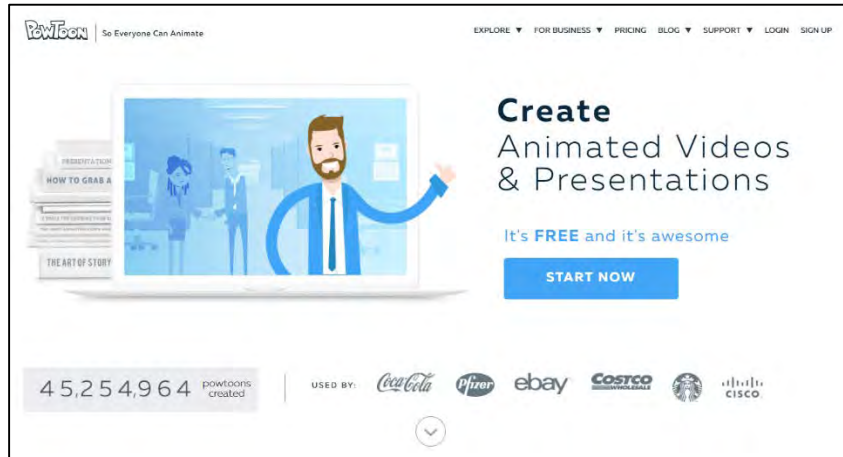 PowToon
So Everyone Can Animate
EXPLORE ▼ FOR BUSINESS ▼ PRICING BLOG ▼ SUPPORT ▼ LOGIN SIGN UP
Create
Animated Videos
& Presentations
It's FREE and it's awesome
START NOW
PRESENTATION
HOW TO GRAB A
THE ART OF STORY
45,254,964 powtoons
created
USED BY:
Coca-Cola
Pfizer
ebay
COSTCO
WHOLESALE
CISCO